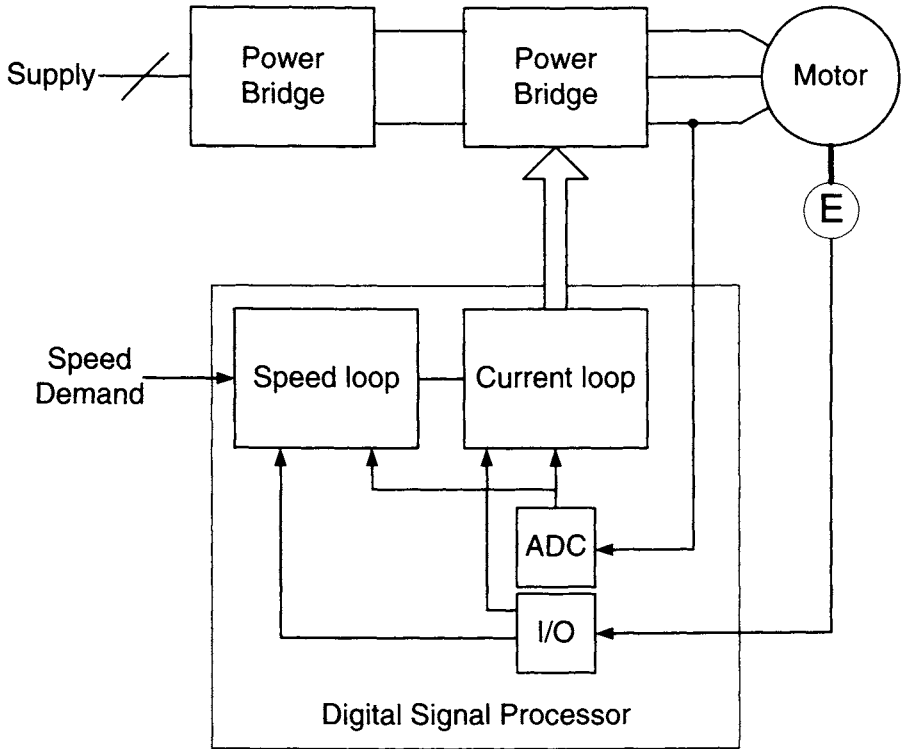 Supply
Power
Bridge
Power
Bridge
Motor
E
Speed
Demand
Speed loop
Current loop
ADC
I/O
Digital Signal Processor